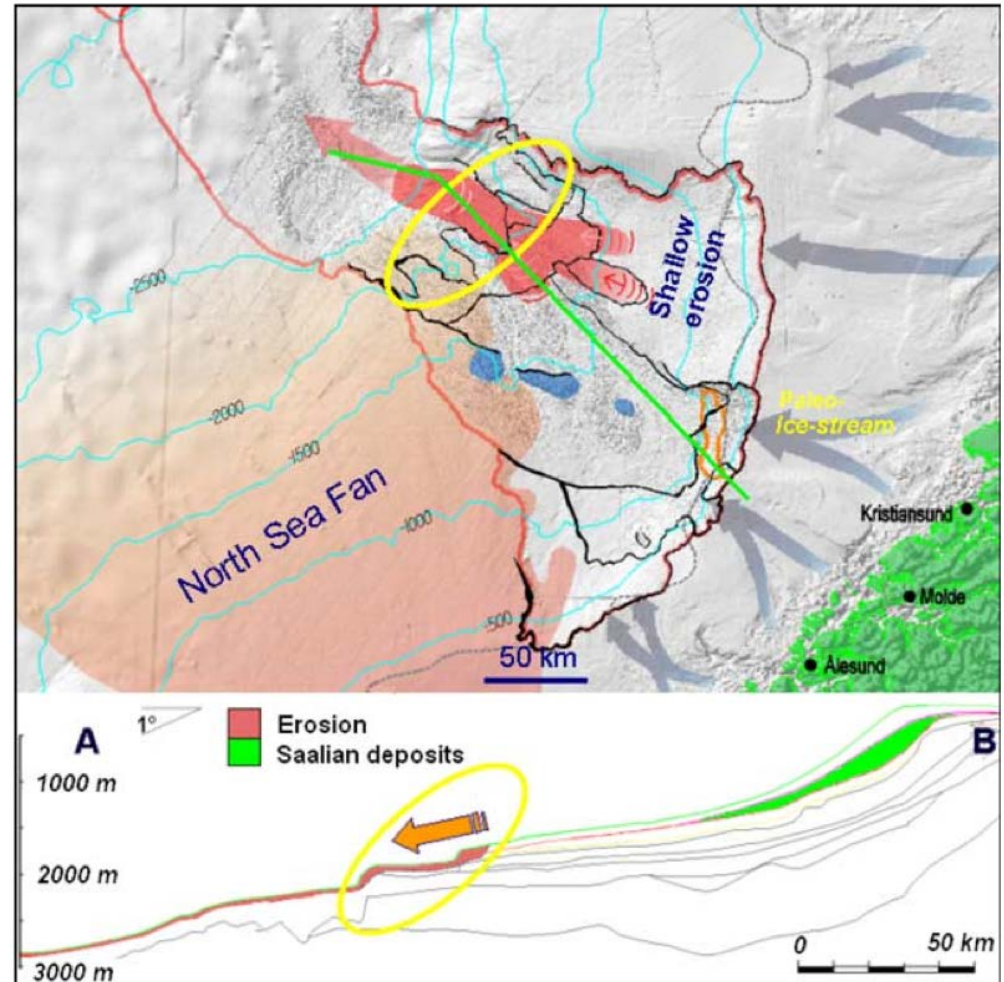 -2500
Shallow
erosion
-2000
Paleo-
Ice-stream
-1500
North Sea Fan
-1000
Kristiansund
Molde
-500
50 km
Ålesund
1°
A
Erosion
B
Saalian deposits
1000 m
2000 m
0
50 km
3000 m